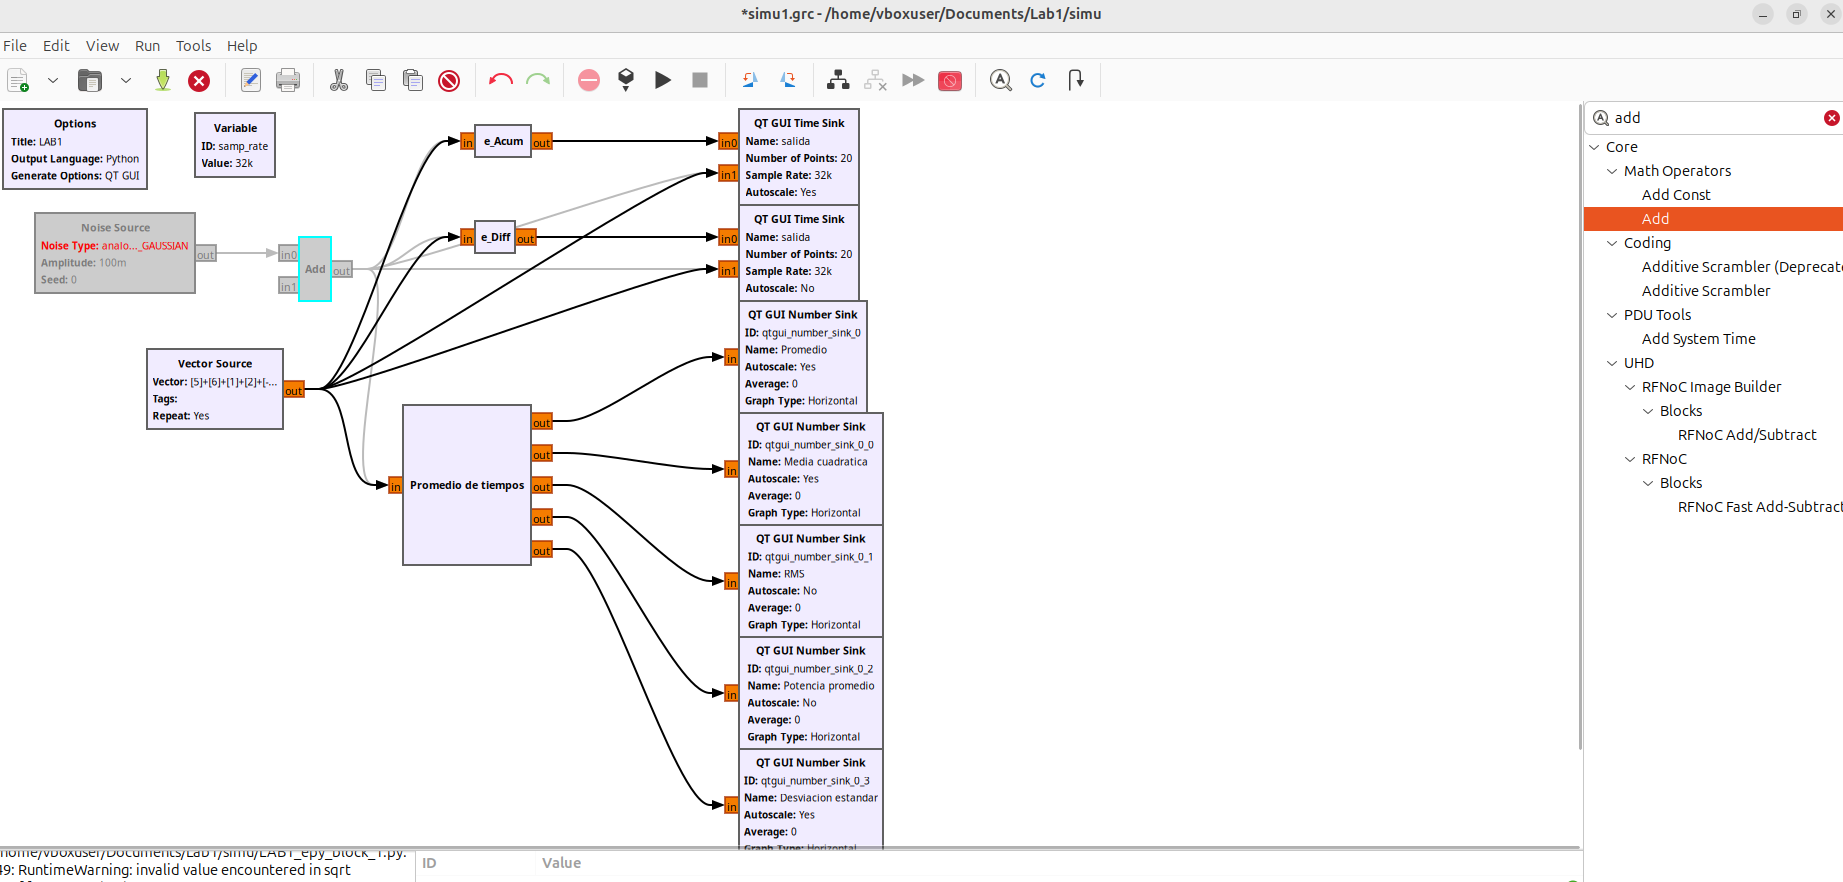 *simu1.grc - /home/vboxuser/Documents/Lab1/simu
File Edit View Run Tools Help
Options
Title: LAB1
Output Language: Python
Generate Options: QT GUI
Variable
ID: samp_rate
Value: 32k
Noise Source
Noise Type: analo..._GAUSSIAN
Amplitude: 100m
Seed: 0
out
in0
in1
Add
out
Vector Source
Vector: [5]+[6]+[1]+[2]+[-...
Tags:
Repeat: Yes
out
in
e_Acum
out
in
e_Diff
out
in
Promedio de tiempos
out
out
out
out
out
in0
in1
QT GUI Time Sink
Name: salida
Number of Points: 20
Sample Rate: 32k
Autoscale: Yes
in0
in1
QT GUI Time Sink
Name: salida
Number of Points: 20
Sample Rate: 32k
Autoscale: No
in
QT GUI Number Sink
ID: qtgui_number_sink_0
Name: Promedio
Autoscale: Yes
Average: 0
Graph Type: Horizontal
in
QT GUI Number Sink
ID: qtgui_number_sink_0_0
Name: Media cuadratica
Autoscale: Yes
Average: 0
Graph Type: Horizontal
in
QT GUI Number Sink
ID: qtgui_number_sink_0_1
Name: RMS
Autoscale: No
Average: 0
Graph Type: Horizontal
in
QT GUI Number Sink
ID: qtgui_number_sink_0_2
Name: Potencia promedio
Autoscale: No
Average: 0
Graph Type: Horizontal
in
QT GUI Number Sink
ID: qtgui_number_sink_0_3
Name: Desviacion estandar
Autoscale: Yes
Average: 0
Graph Type: Horizontal
add
Core
Math Operators
Add Const
Add
Coding
Additive Scrambler (Deprecate
Additive Scrambler
PDU Tools
Add System Time
UHD
RFNoC Image Builder
Blocks
RFNoC Add/Subtract
RFNoC
Blocks
RFNoC Fast Add-Subtract
home/vboxuser/Documents/Lab1/simu/LAB1_epy_block_1.py:
49: RuntimeWarning: invalid value encountered in sqrt
ID Value